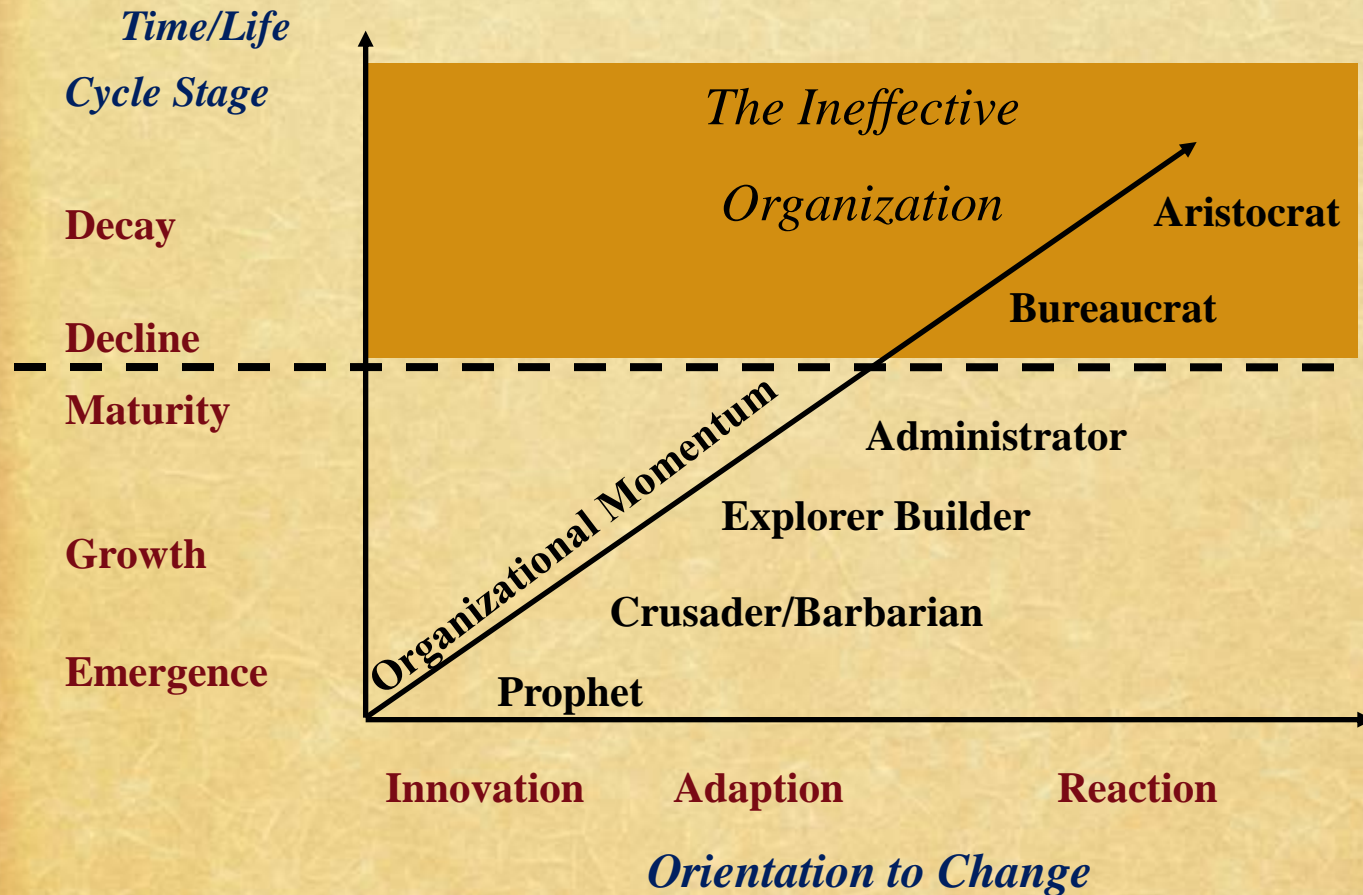 Time/Life
Cycle Stage
The Ineffective
Organization
Decay
Aristocrat
Bureaucrat
Decline
Maturity
Administrator
Organizational Momentum
Explorer Builder
Growth
Crusader/Barbarian
Emergence
Prophet
Innovation
Adaption
Reaction
Orientation to Change